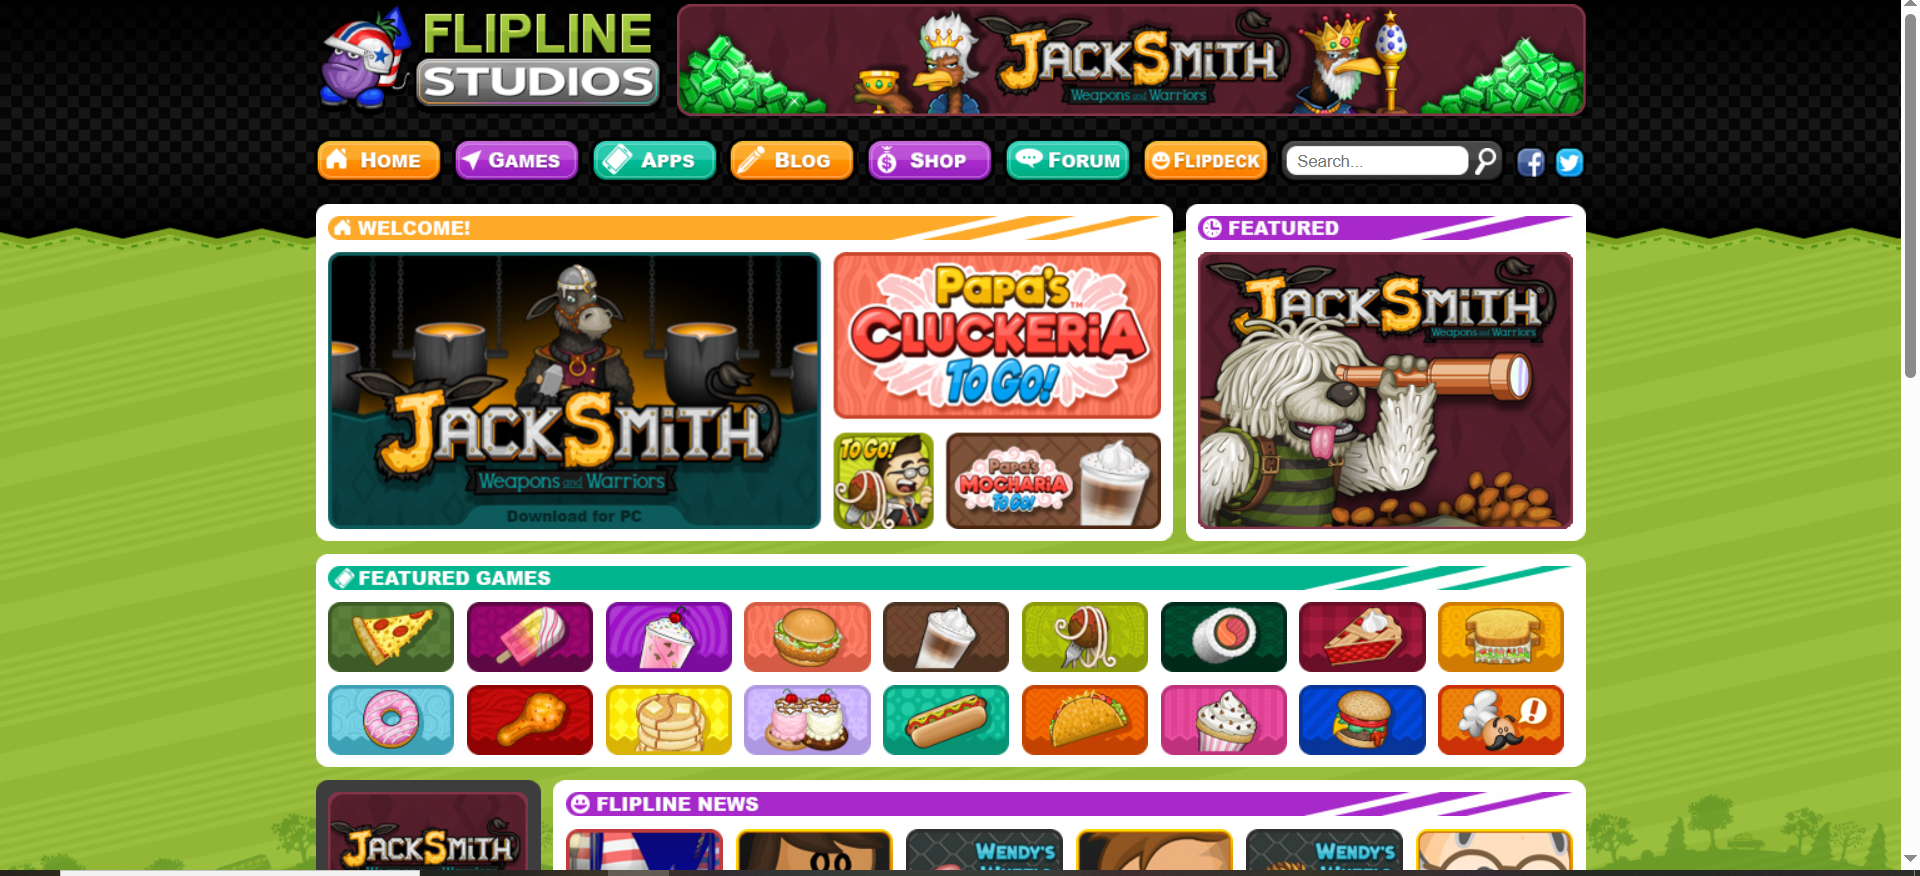 FLIPLINE
STUDIOS
JACKSMITH
Weapons and Warriors
HOME
GAMES
APPS
BLOG
SHOP
FORUM
FLIPDECK
Search...
WELCOME!
JACKSMITH®
Weapons and Warriors
Download for PC
Papa's™
CLUCKERiA
TO GO!
TO GO!
Papa's
MOCHARiA
TO GO!
FEATURED
JACKSMITH®
Weapons and Warriors
FEATURED GAMES
JACKSMITH
FLIPLINE NEWS
WENDY'S
WENDY'S